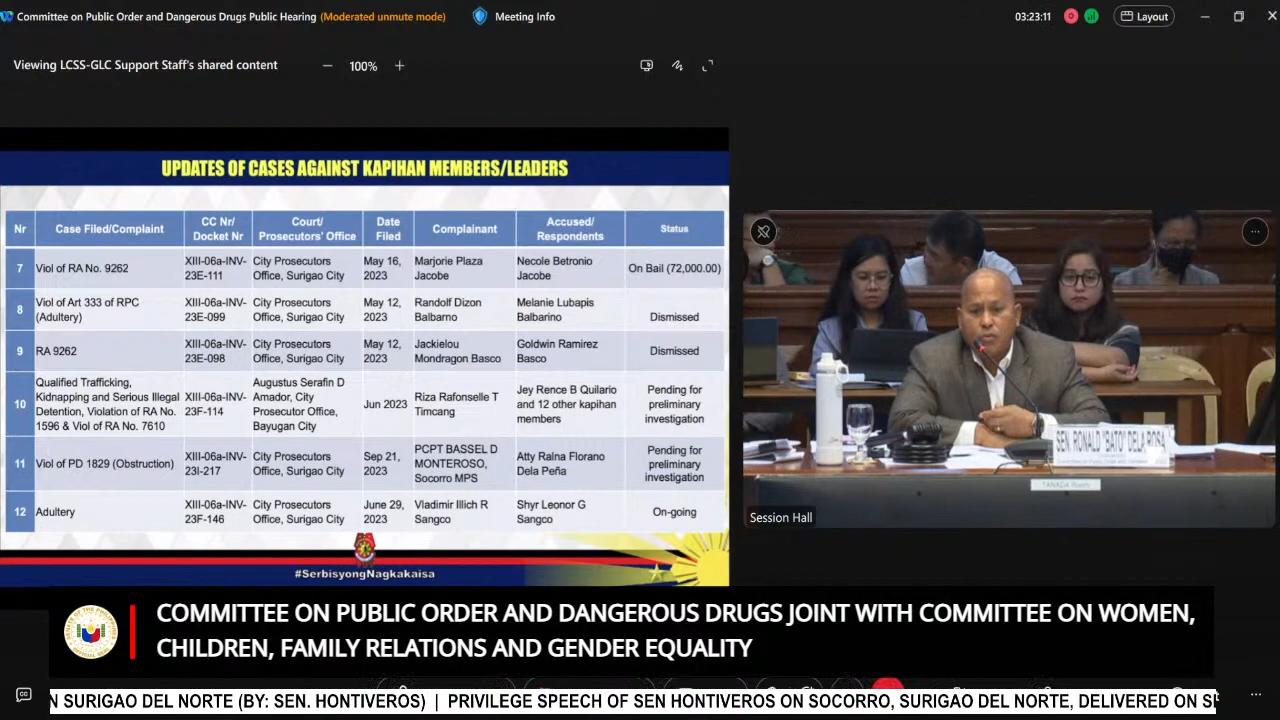 Committee on Public Order and Dangerous Drugs Public Hearing (Moderated unmute mode) Meeting Info 03:23:11 Layout
Viewing LCSS-GLC Support Staff's shared content 100%
UPDATES OF CASES AGAINST KAPIHAN MEMBERS/LEADERS
Nr Case Filed/Complaint CC Nr/ Docket Nr Court/ Prosecutors' Office Date Filed Complainant Accused/ Respondents Status
7 Viol of RA No. 9262 XIII-06a-INV-23E-111 City Prosecutors Office, Surigao City May 16, 2023 Marjorie Plaza Jacobe Necole Betronio Jacobe On Bail (72,000.00)
8 Viol of Art 333 of RPC (Adultery) XIII-06a-INV-23E-099 City Prosecutors Office, Surigao City May 12, 2023 Randolf Dizon Balbarno Melanie Lubapis Balbarino Dismissed
9 RA 9262 XIII-06a-INV-23E-098 City Prosecutors Office, Surigao City May 12, 2023 Jackielou Mondragon Basco Goldwin Ramirez Basco Dismissed
10 Qualified Trafficking, Kidnapping and Serious Illegal Detention, Violation of RA No. 1596 & Viol of RA No. 7610 XIII-06a-INV-23F-114 Augustus Serafin D Amador, City Prosecutor Office, Bayugan City Jun 2023 Riza Rafonselle T Timcang Jey Rence B Quilario and 12 other kapihan members Pending for preliminary investigation
11 Viol of PD 1829 (Obstruction) XIII-06a-INV-23I-217 City Prosecutors Office, Surigao City Sep 21, 2023 PCPT BASSEL D MONTEROSO, Socorro MPS Atty Ralna Florano Dela Peña Pending for preliminary investigation
12 Adultery XIII-06a-INV-23F-146 City Prosecutors Office, Surigao City June 29, 2023 Vladimir Illich R Sangco Shyr Leonor G Sangco On-going
#SerbisyongNagkakaisa
SEN. RONALD "BATO" DELA ROSA
Session Hall
COMMITTEE ON PUBLIC ORDER AND DANGEROUS DRUGS JOINT WITH COMMITTEE ON WOMEN,
CHILDREN, FAMILY RELATIONS AND GENDER EQUALITY
N SURIGAO DEL NORTE (BY: SEN. HONTIVEROS) | PRIVILEGE SPEECH OF SEN HONTIVEROS ON SOCORRO, SURIGAO DEL NORTE, DELIVERED ON S